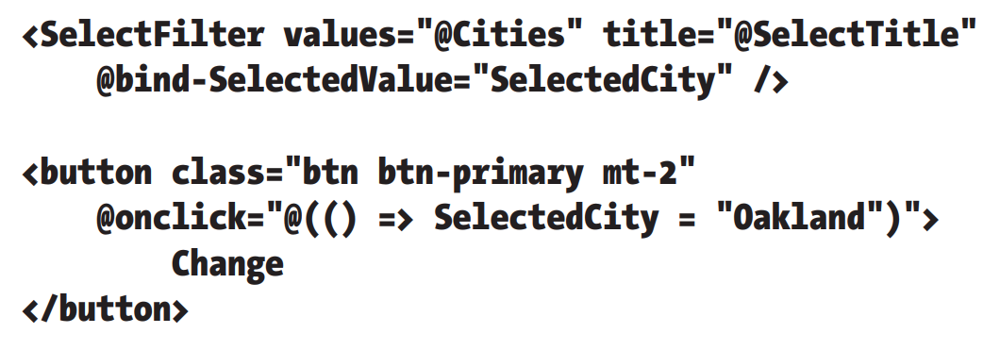 <SelectFilter values="@Cities" title="@SelectTitle"
    @bind-SelectedValue="SelectedCity" />

<button class="btn btn-primary mt-2"
    @onclick="@(() => SelectedCity = "Oakland")">
        Change
</button>